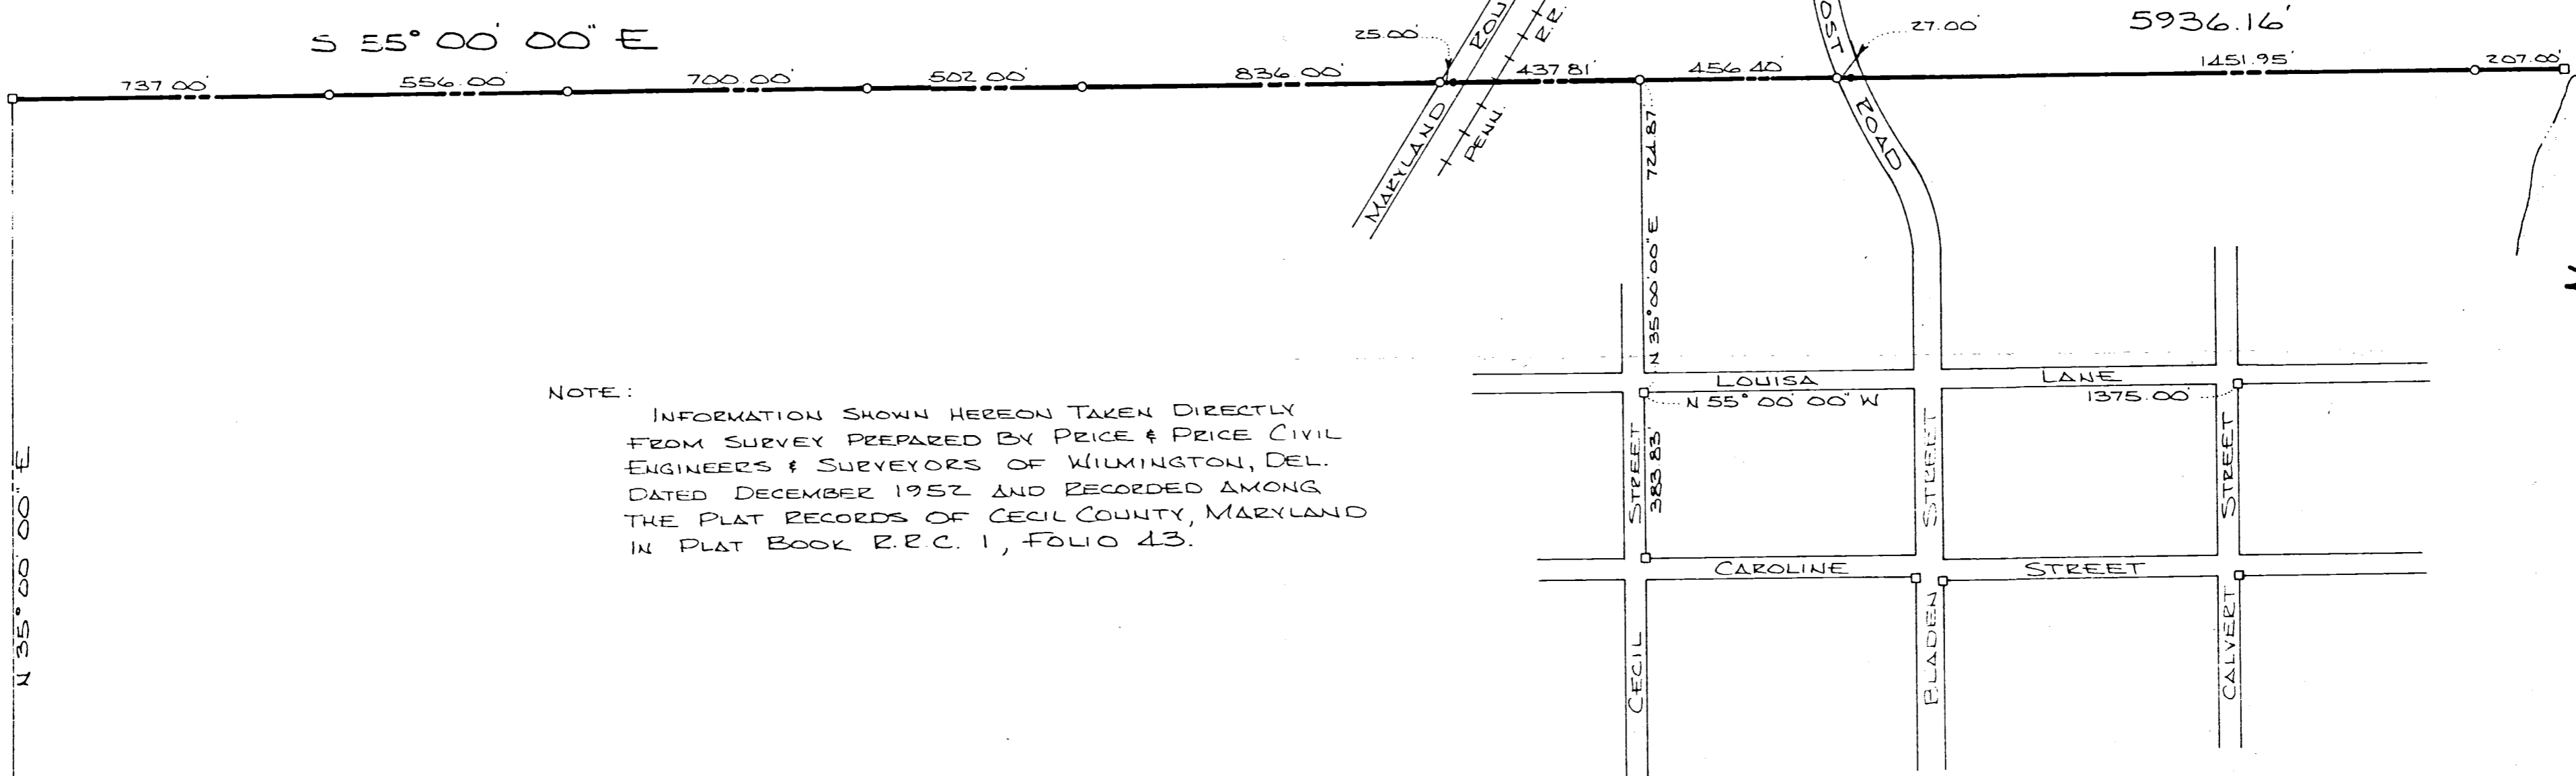 S 55° 00' 00" E
5936.16'
25.00'
27.00'
737.00'
556.00'
700.00'
502.00'
836.00'
437.81'
456.40'
1451.95'
207.00'
MARYLAND ROU
PENN. R.R.
OST ROAD
724.87'
N 35° 00' 00" E
N 35° 00' 00" E
LOUISA LANE
N 55° 00' 00" W
1375.00'
NOTE:
INFORMATION SHOWN HEREON TAKEN DIRECTLY
FROM SURVEY PREPARED BY PRICE & PRICE CIVIL
ENGINEERS & SURVEYORS OF WILMINGTON, DEL.
DATED DECEMBER 1952 AND RECORDED AMONG
THE PLAT RECORDS OF CECIL COUNTY, MARYLAND
IN PLAT BOOK R.R.C. 1, FOLIO 43.
383.83'
CECIL STREET
BLADEN STREET
CALVERT STREET
CAROLINE STREET